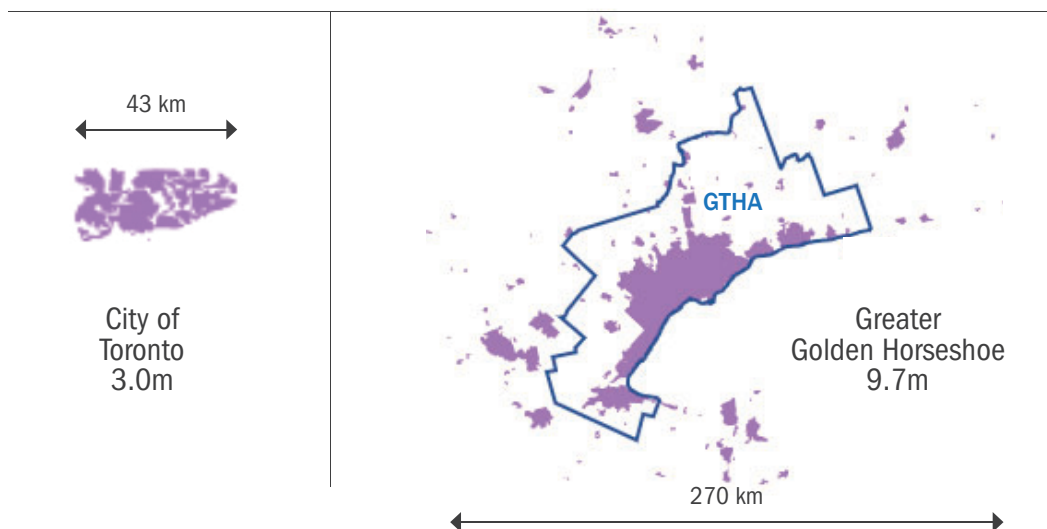 43 km
City of
Toronto
3.0m
GTHA
Greater
Golden Horseshoe
9.7m
270 km